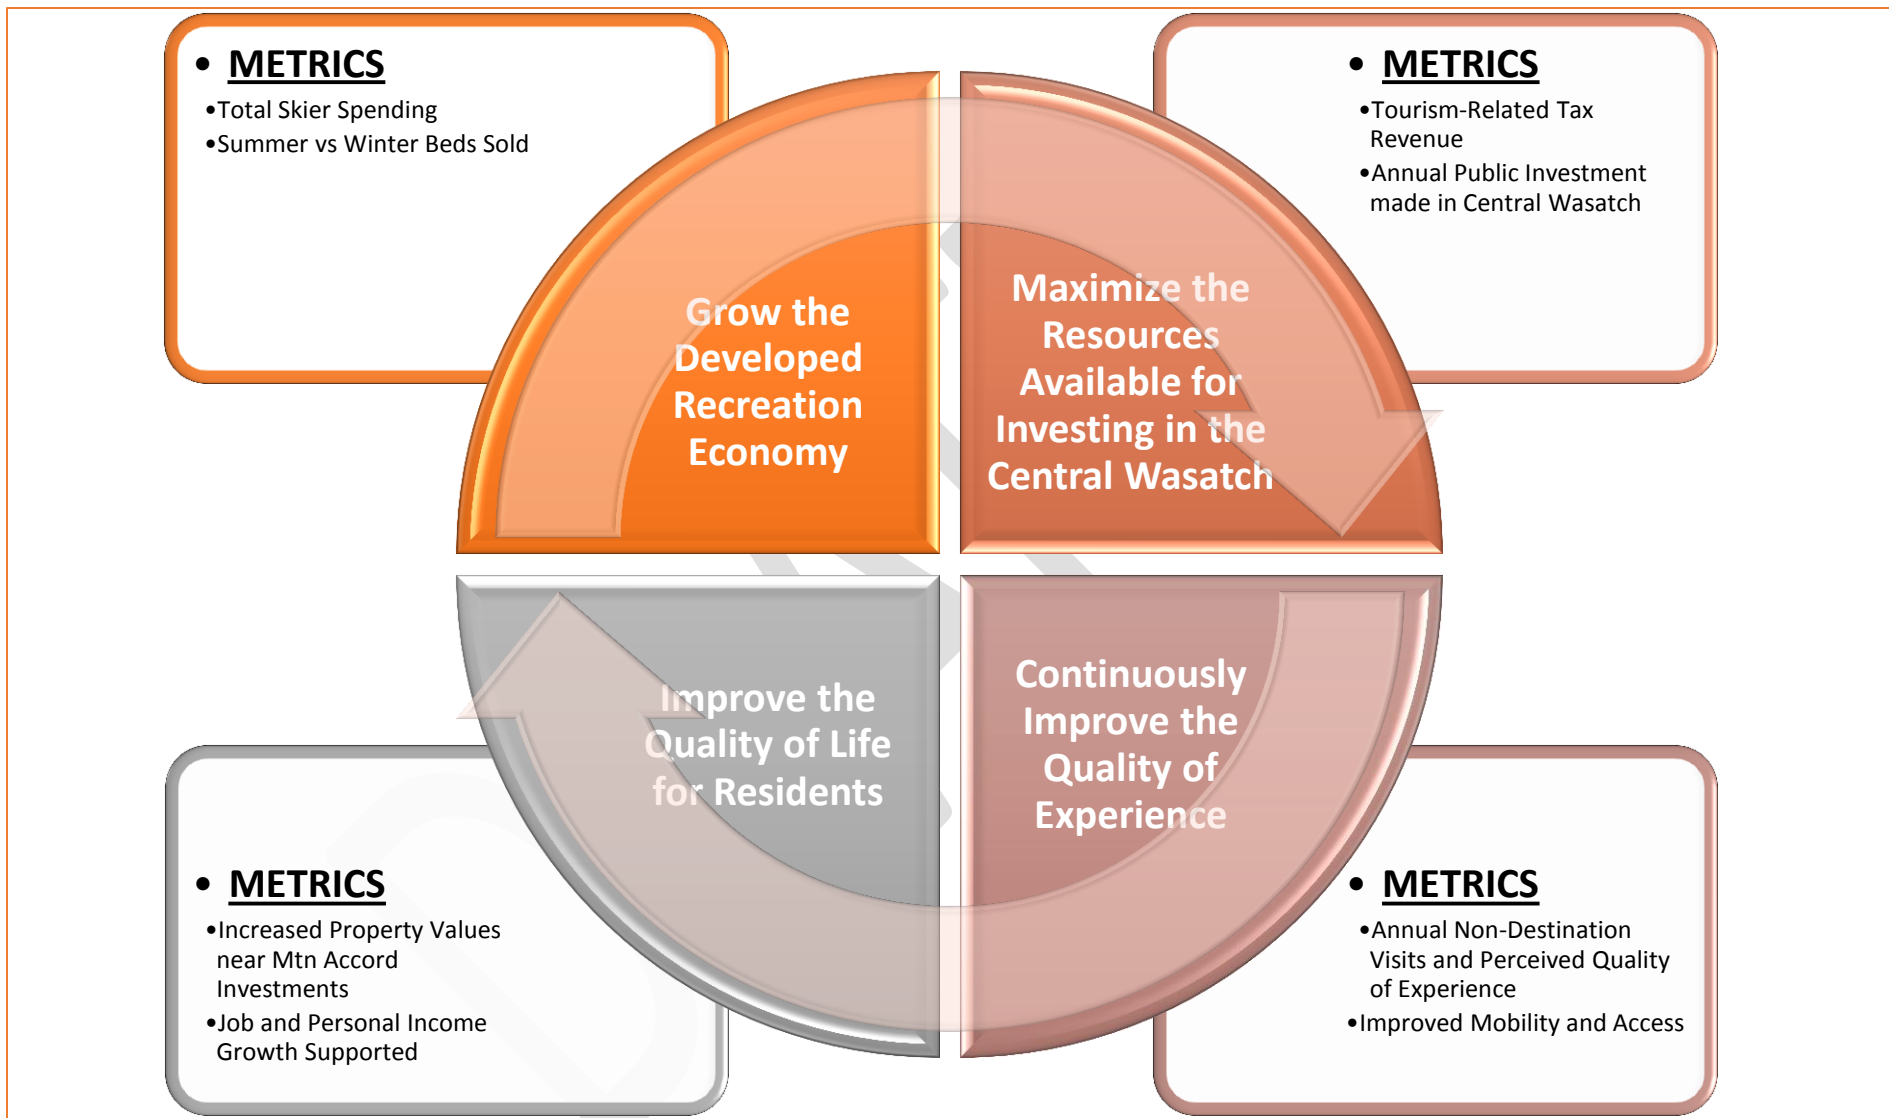 • METRICS
•Total Skier Spending
•Summer vs Winter Beds Sold
• METRICS
•Tourism-Related Tax
Revenue
•Annual Public Investment
made in Central Wasatch
Grow the
Developed
Recreation
Economy
Maximize the
Resources
Available for
Investing in the
Central Wasatch
Improve the
Quality of Life
for Residents
Continuously
Improve the
Quality of
Experience
• METRICS
•Increased Property Values
near Mtn Accord
Investments
•Job and Personal Income
Growth Supported
• METRICS
•Annual Non-Destination
Visits and Perceived Quality
of Experience
•Improved Mobility and Access